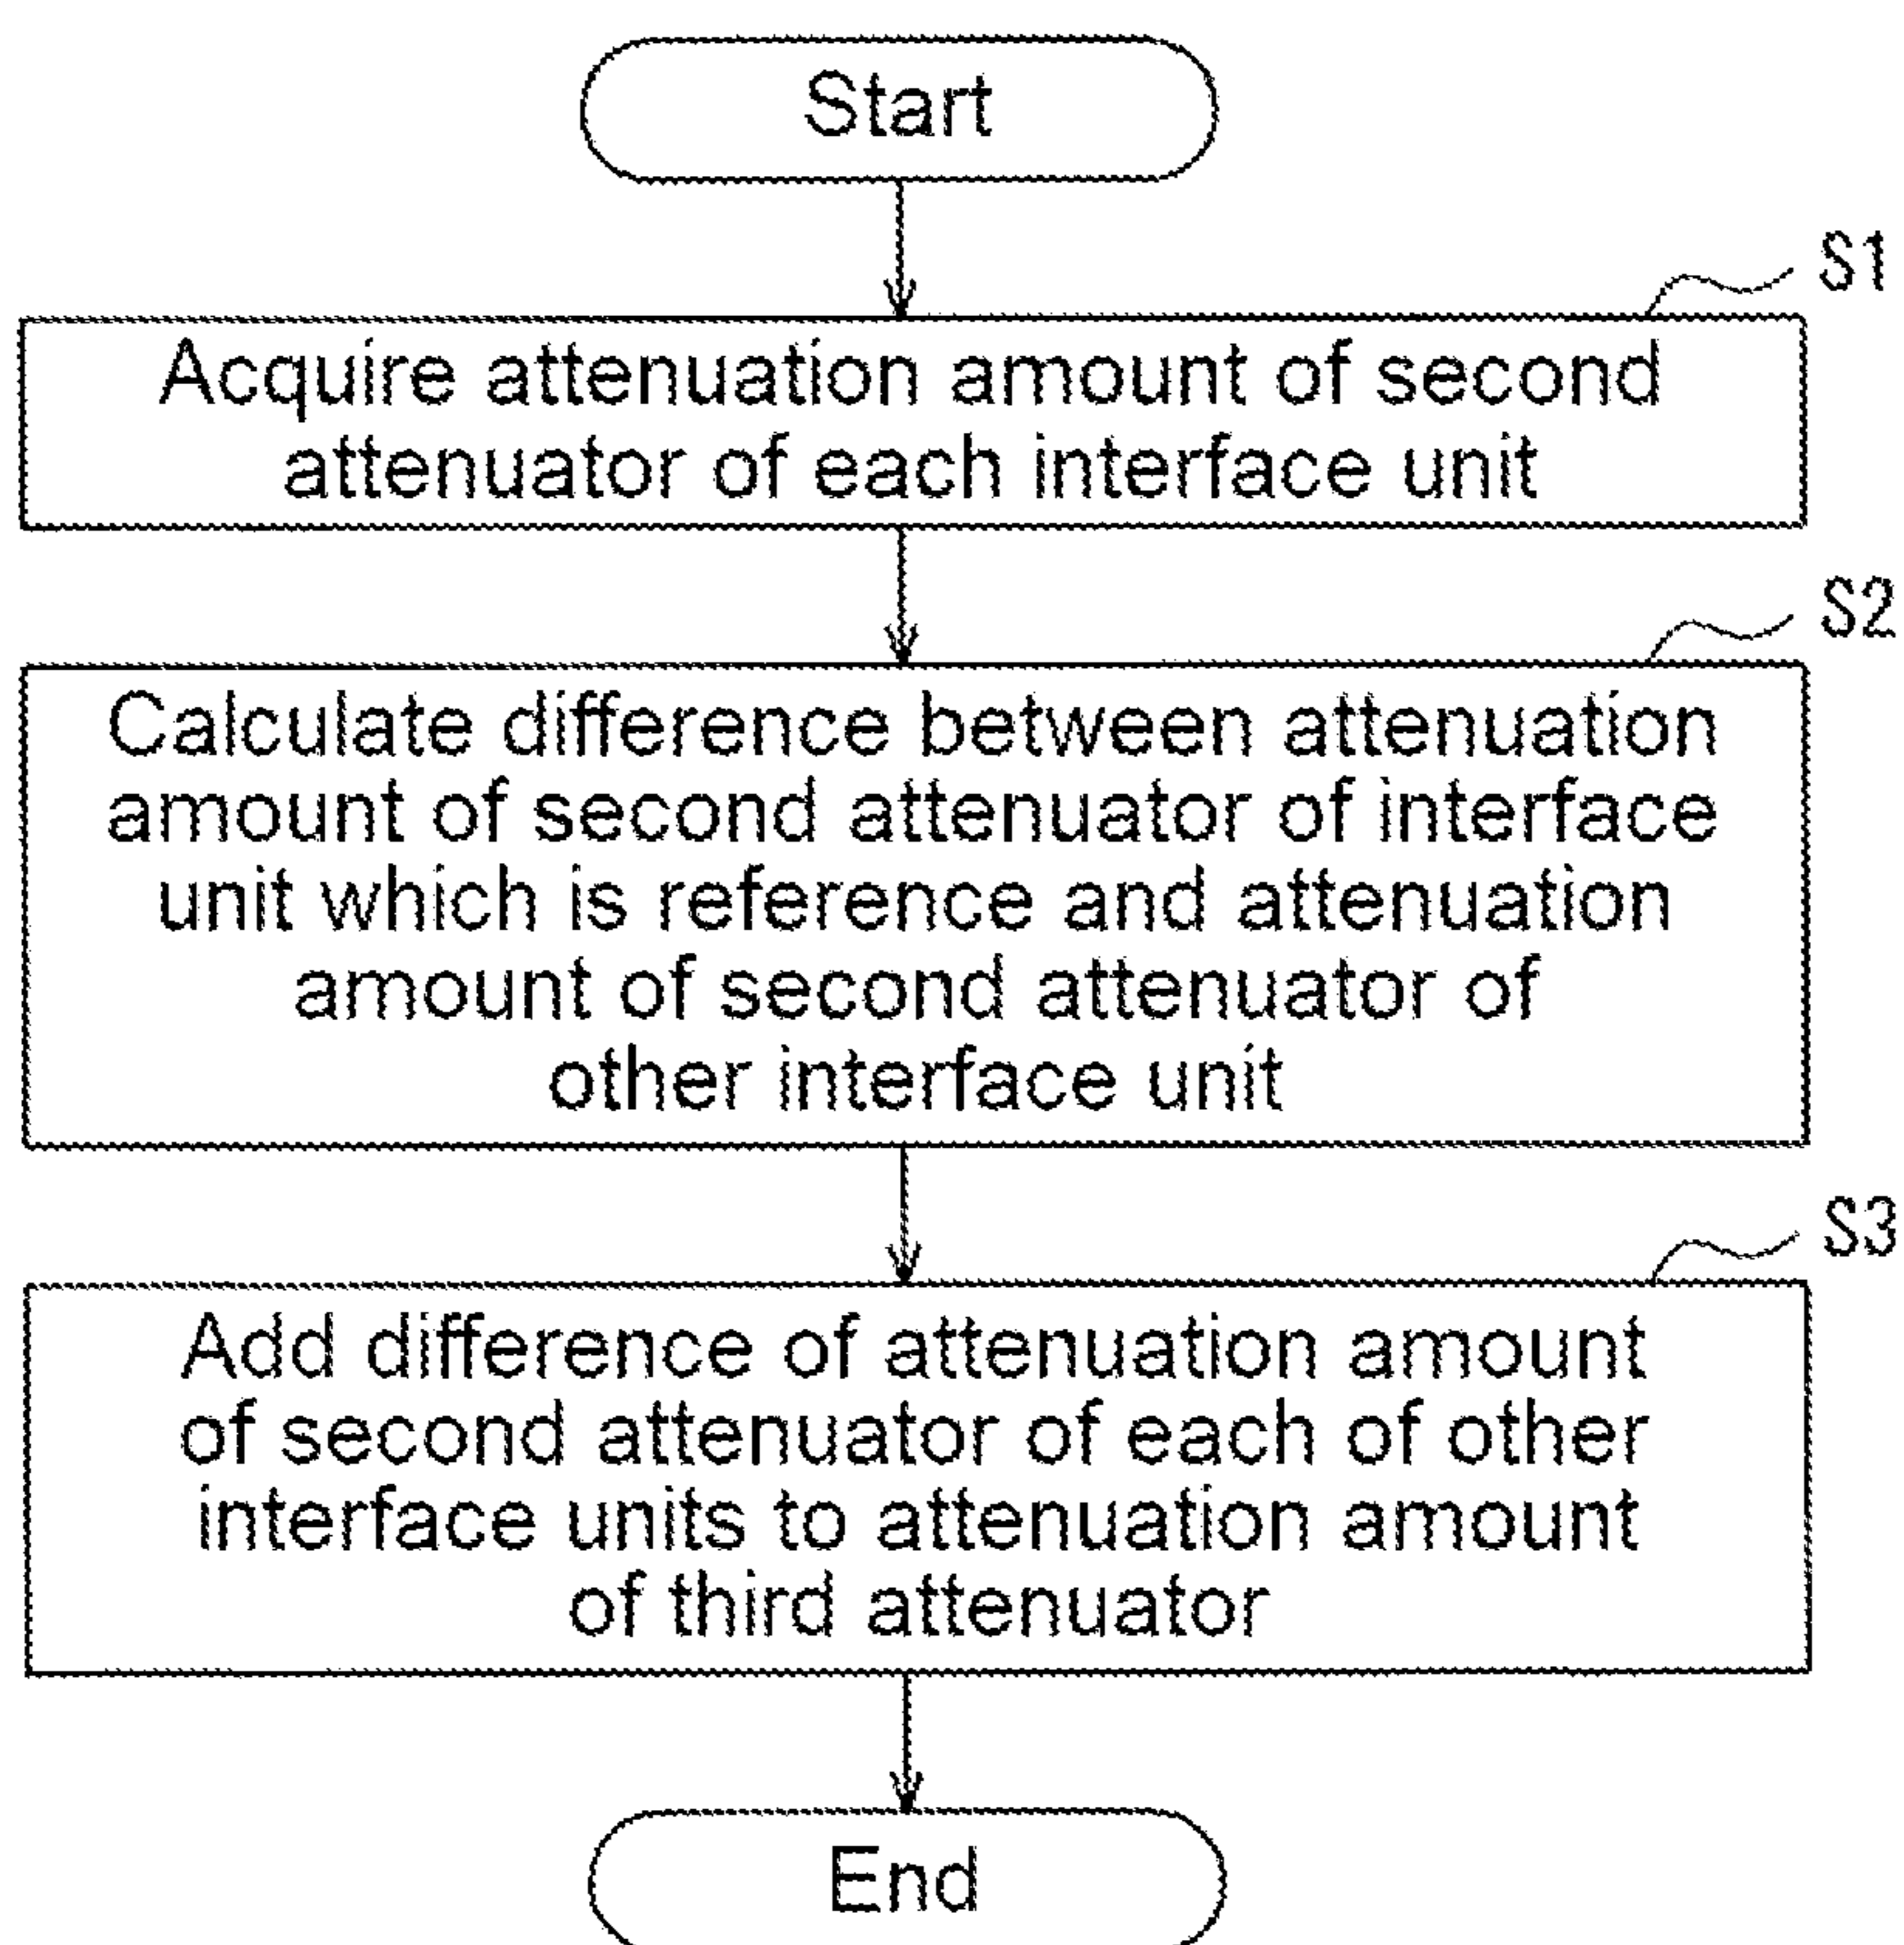 Start
S1
Acquire attenuation amount of second
attenuator of each interface unit
S2
Calculate difference between attenuation
amount of second attenuator of interface
unit which is reference and attenuation
amount of second attenuator of
other interface unit
S3
Add difference of attenuation amount
of second attenuator of each of other
interface units to attenuation amount
of third attenuator
End